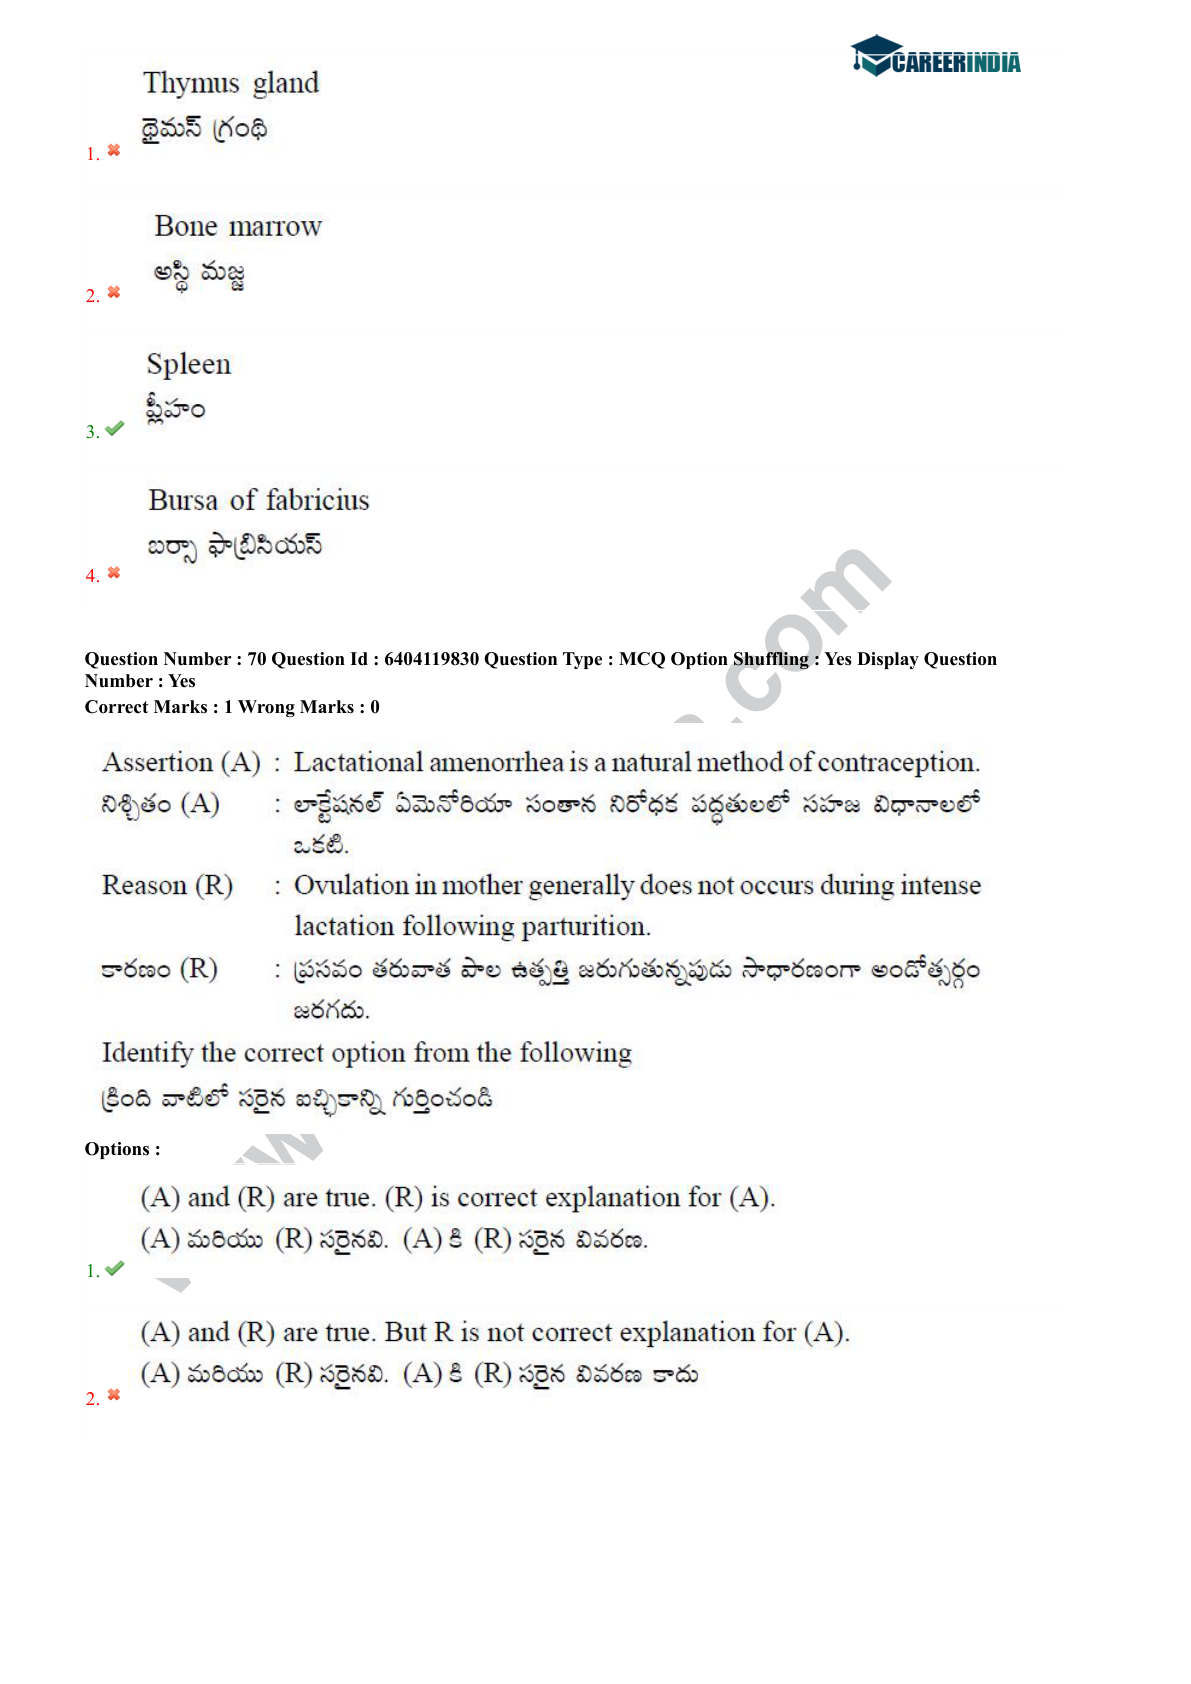 CAREERINDIA
Thymus gland
థైమస్ గ్రంథి
1.
Bone marrow
అస్థి మజ్జ
2.
Spleen
ప్లీహం
3.
Bursa of fabricius
బర్సా ఫాబ్రిసియస్
4.
Question Number : 70 Question Id : 6404119830 Question Type : MCQ Option Shuffling : Yes Display Question
Number : Yes
Correct Marks : 1 Wrong Marks : 0
Assertion (A) : Lactational amenorrhea is a natural method of contraception.
నిశ్చితం (A) : లాక్టేషనల్ ఏమెనోరియా సంతాన నిరోధక పద్ధతులలో సహజ విధానాలలో
ఒకటి.
Reason (R) : Ovulation in mother generally does not occurs during intense
lactation following parturition.
కారణం (R) : ప్రసవం తరువాత పాల ఉత్పత్తి జరుగుతున్నపుడు సాధారణంగా అండోత్సర్గం
జరగదు.
Identify the correct option from the following
క్రింది వాటిలో సరైన ఐచ్ఛికాన్ని గుర్తించండి
Options :
(A) and (R) are true. (R) is correct explanation for (A).
(A) మరియు (R) సరైనవి. (A) కి (R) సరైన వివరణ.
1.
(A) and (R) are true. But R is not correct explanation for (A).
(A) మరియు (R) సరైనవి. (A) కి (R) సరైన వివరణ కాదు
2.